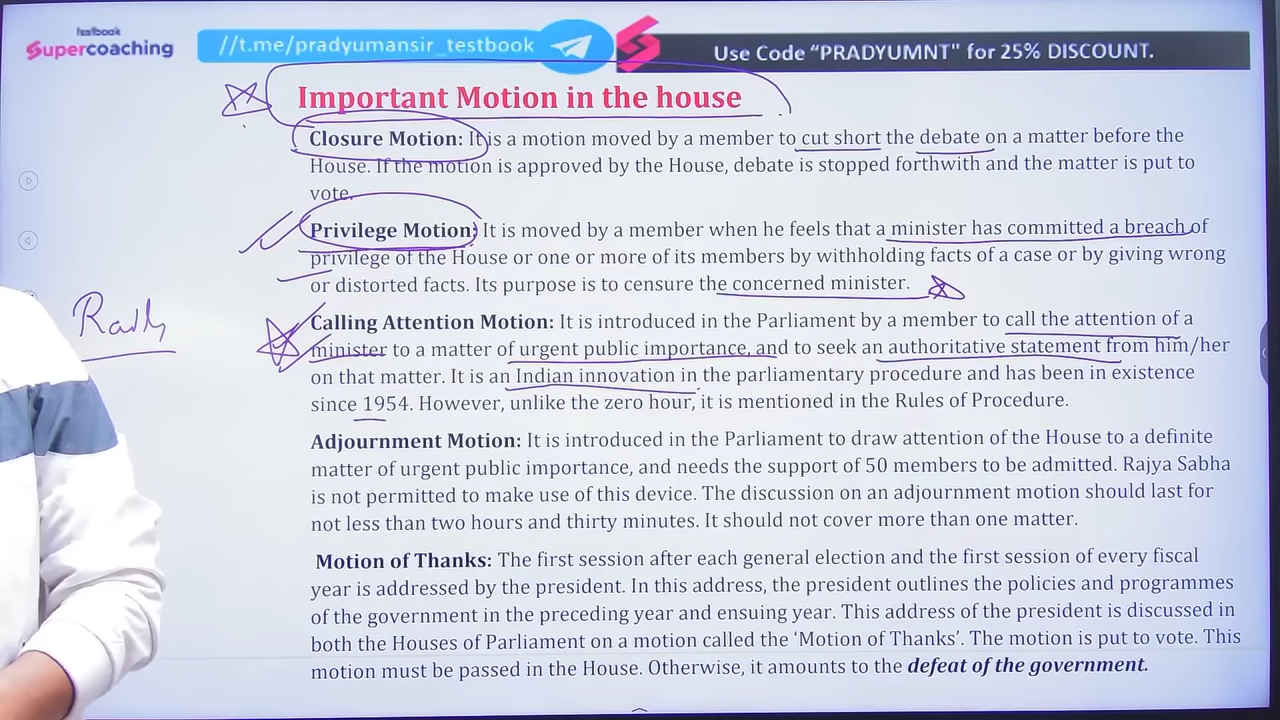 testbook
Supercoaching
//t.me/pradyumansir_testbook
Use Code "PRADYUMNT" for 25% DISCOUNT.
Important Motion in the house
Closure Motion: It is a motion moved by a member to cut short the debate on a matter before the
House. If the motion is approved by the House, debate is stopped forthwith and the matter is put to
vote.
Privilege Motion: It is moved by a member when he feels that a minister has committed a breach of
privilege of the House or one or more of its members by withholding facts of a case or by giving wrong
or distorted facts. Its purpose is to censure the concerned minister.
Calling Attention Motion: It is introduced in the Parliament by a member to call the attention of a
minister to a matter of urgent public importance, and to seek an authoritative statement from him/her
on that matter. It is an Indian innovation in the parliamentary procedure and has been in existence
since 1954. However, unlike the zero hour, it is mentioned in the Rules of Procedure.
Adjournment Motion: It is introduced in the Parliament to draw attention of the House to a definite
matter of urgent public importance, and needs the support of 50 members to be admitted. Rajya Sabha
is not permitted to make use of this device. The discussion on an adjournment motion should last for
not less than two hours and thirty minutes. It should not cover more than one matter.
Motion of Thanks: The first session after each general election and the first session of every fiscal
year is addressed by the president. In this address, the president outlines the policies and programmes
of the government in the preceding year and ensuing year. This address of the president is discussed in
both the Houses of Parliament on a motion called the 'Motion of Thanks'. The motion is put to vote. This
motion must be passed in the House. Otherwise, it amounts to the defeat of the government.